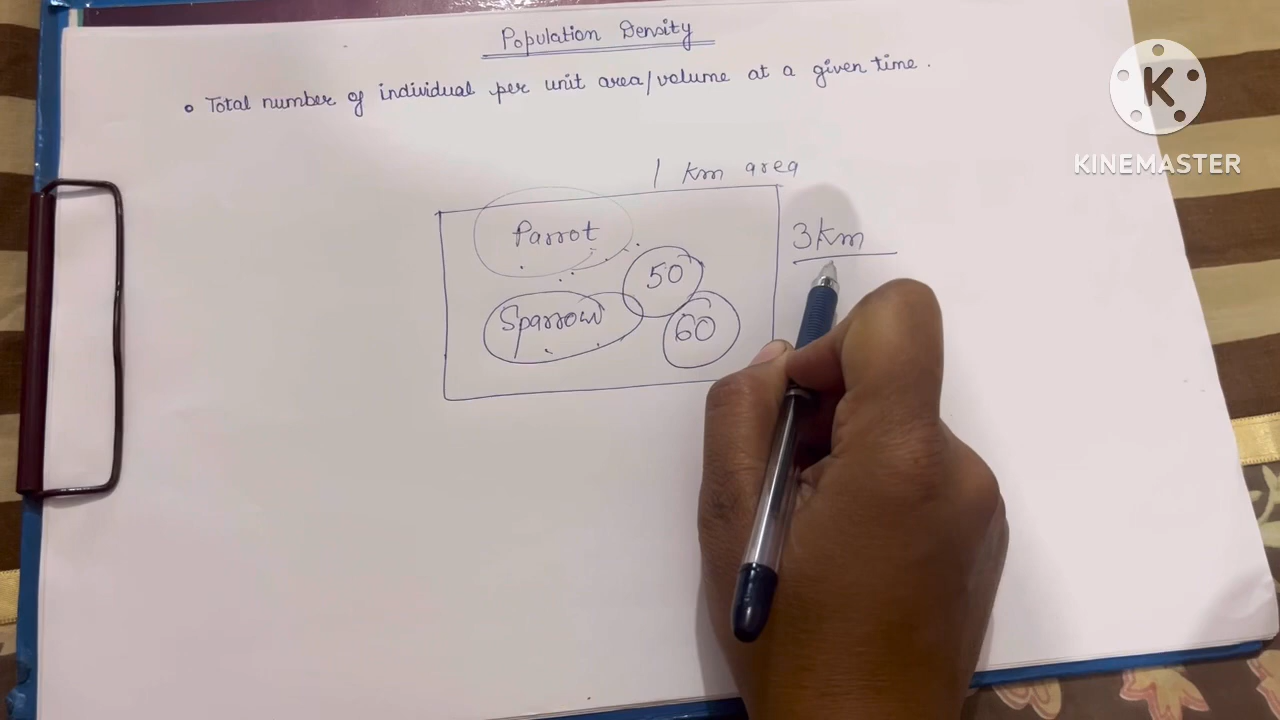 Population Density
Total number of individual per unit area/volume at a given time.
1 km area
Parrot
3km
50
Sparrow
60
K
KINEMASTER